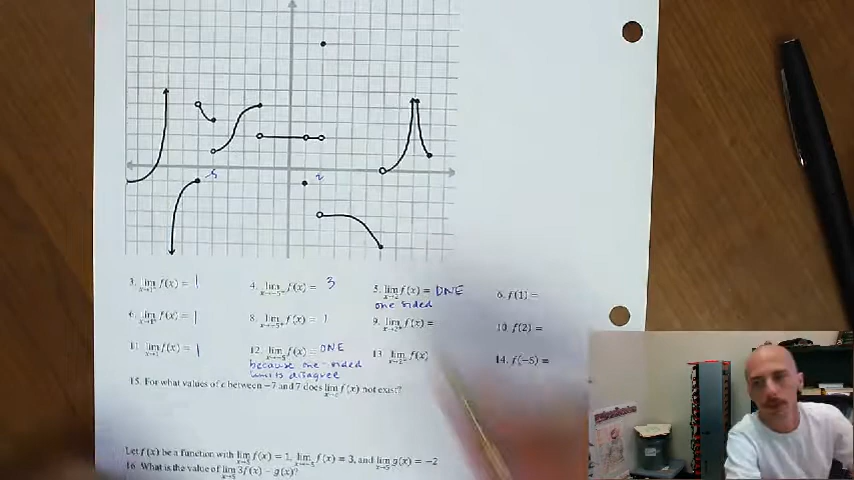 -5
2
3. lim f(x) = 1
4. lim f(x) = 3
5. lim f(x) = DNE
one sided
6. f(1) =
lim f(x) = 1
8. lim f(x) = 1
9. lim f(x) =
10. f(2) =
11. lim f(x) = 1
12. lim f(x) = DNE
because one-sided
limits disagree
13 lim f(x)
14. f(−5) =
15. For what values of c between −7 and 7 does lim f(x) not exist?
Let f(x) be a function with lim f(x) = 1, lim f(x) = 3, and lim g(x) = −2
16. What is the value of lim 3f(x) − g(x)?